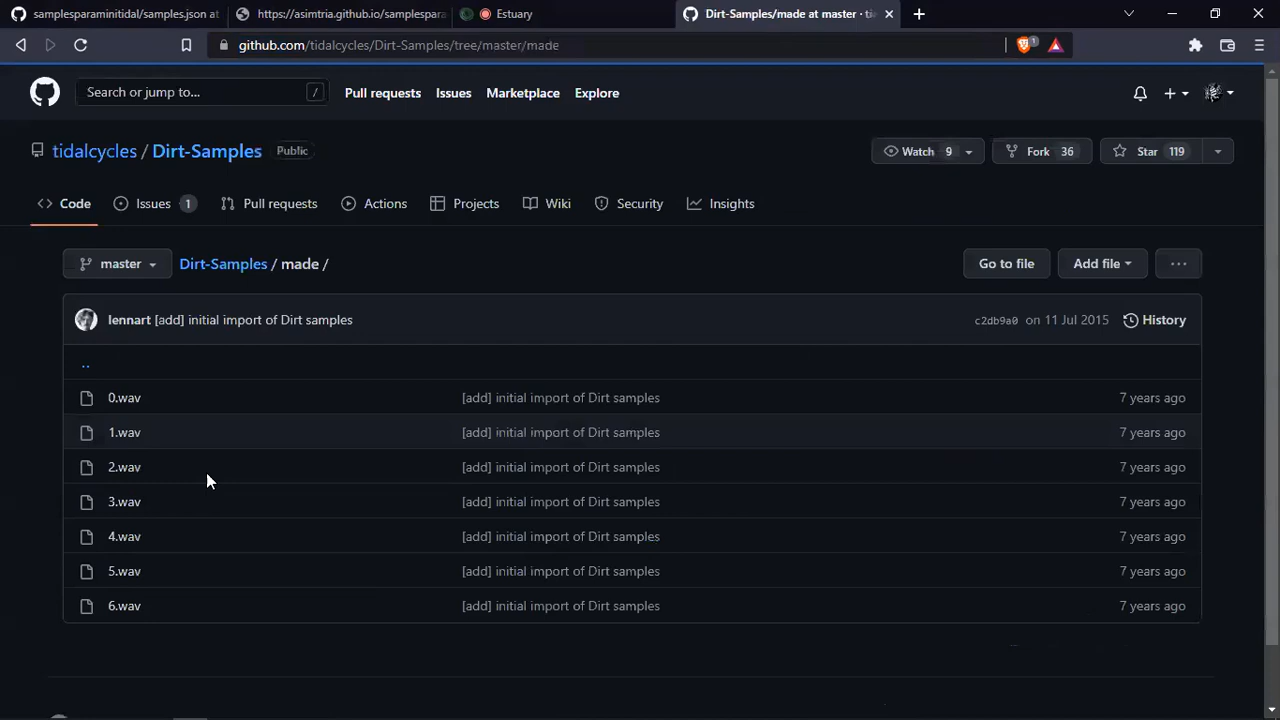 samplesparaminitidal/samples.json at
https://asimtria.github.io/samplespara
Estuary
Dirt-Samples/made at master · ti
github.com/tidalcycles/Dirt-Samples/tree/master/made
1
Search or jump to...
/
Pull requests
Issues
Marketplace
Explore
tidalcycles / Dirt-Samples
Public
Watch 9
Fork 36
Star 119
Code
Issues 1
Pull requests
Actions
Projects
Wiki
Security
Insights
master
Dirt-Samples / made /
Go to file
Add file
...
lennart [add] initial import of Dirt samples
c2db9a0 on 11 Jul 2015
History
..
0.wav [add] initial import of Dirt samples 7 years ago
1.wav [add] initial import of Dirt samples 7 years ago
2.wav [add] initial import of Dirt samples 7 years ago
3.wav [add] initial import of Dirt samples 7 years ago
4.wav [add] initial import of Dirt samples 7 years ago
5.wav [add] initial import of Dirt samples 7 years ago
6.wav [add] initial import of Dirt samples 7 years ago